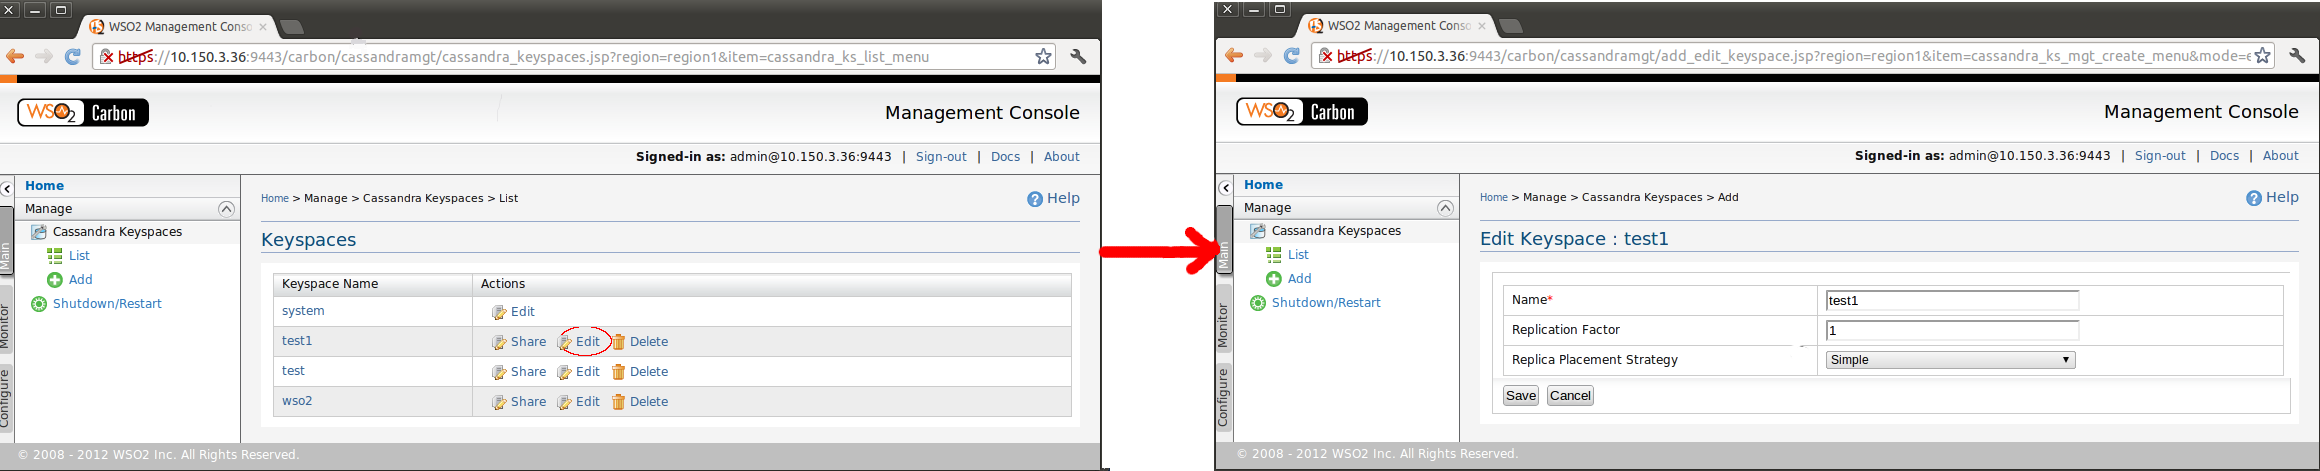 WSO2 Management Conso
https://10.150.3.36:9443/carbon/cassandramgt/cassandra_keyspaces.jsp?region=region1&item=cassandra_ks_list_menu
WSO2 Carbon
Management Console
Signed-in as: admin@10.150.3.36:9443 | Sign-out | Docs | About
Main
Monitor
Configure
Home
Manage
Cassandra Keyspaces
List
Add
Shutdown/Restart
Home > Manage > Cassandra Keyspaces > List
Help
Keyspaces
Keyspace Name Actions
system Edit
test1 Share Edit Delete
test Share Edit Delete
wso2 Share Edit Delete
© 2008 - 2012 WSO2 Inc. All Rights Reserved.
WSO2 Management Conso
https://10.150.3.36:9443/carbon/cassandramgt/add_edit_keyspace.jsp?region=region1&item=cassandra_ks_mgt_create_menu&mode=e
WSO2 Carbon
Management Console
Signed-in as: admin@10.150.3.36:9443 | Sign-out | Docs | About
Main
Monitor
Configure
Home
Manage
Cassandra Keyspaces
List
Add
Shutdown/Restart
Home > Manage > Cassandra Keyspaces > Add
Help
Edit Keyspace : test1
Name* test1
Replication Factor 1
Replica Placement Strategy Simple
Save Cancel
© 2008 - 2012 WSO2 Inc. All Rights Reserved.